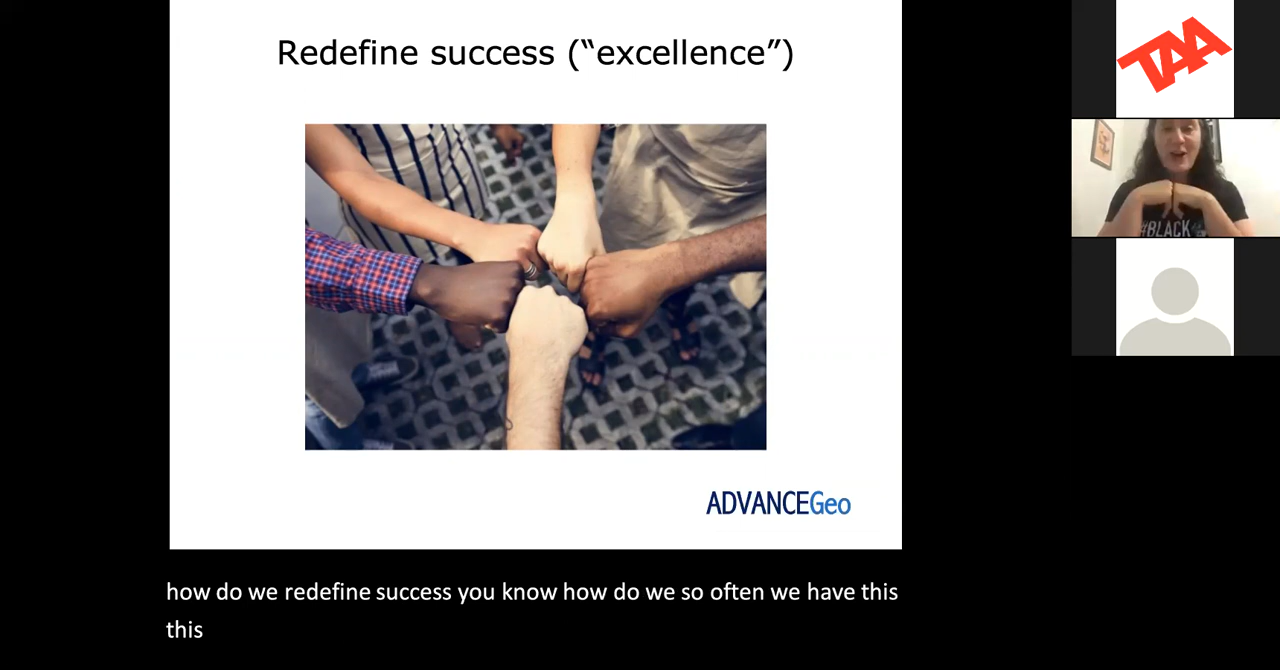 Redefine success (“excellence”)
TAA
#BLACK
ADVANCEGeo
how do we redefine success you know how do we so often we have this
this